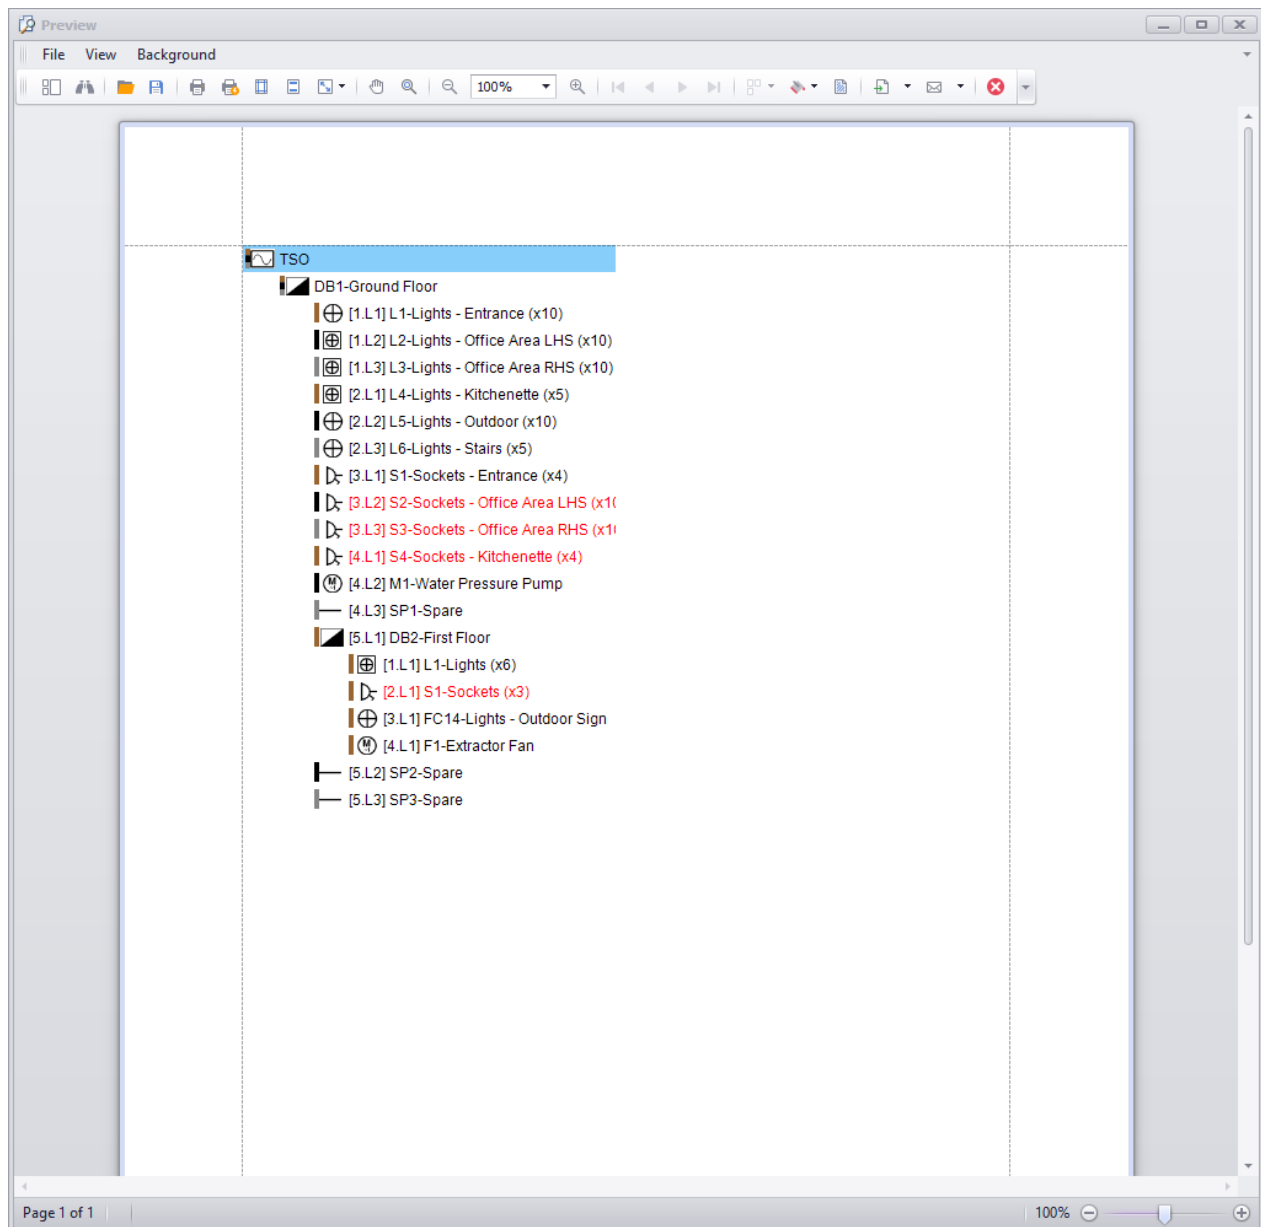 Preview
File View Background
100%
TSO
DB1-Ground Floor
[1.L1] L1-Lights - Entrance (x10)
[1.L2] L2-Lights - Office Area LHS (x10)
[1.L3] L3-Lights - Office Area RHS (x10)
[2.L1] L4-Lights - Kitchenette (x5)
[2.L2] L5-Lights - Outdoor (x10)
[2.L3] L6-Lights - Stairs (x5)
[3.L1] S1-Sockets - Entrance (x4)
[3.L2] S2-Sockets - Office Area LHS (x10
[3.L3] S3-Sockets - Office Area RHS (x10
[4.L1] S4-Sockets - Kitchenette (x4)
[4.L2] M1-Water Pressure Pump
[4.L3] SP1-Spare
[5.L1] DB2-First Floor
[1.L1] L1-Lights (x6)
[2.L1] S1-Sockets (x3)
[3.L1] FC14-Lights - Outdoor Sign
[4.L1] F1-Extractor Fan
[5.L2] SP2-Spare
[5.L3] SP3-Spare
Page 1 of 1 100%